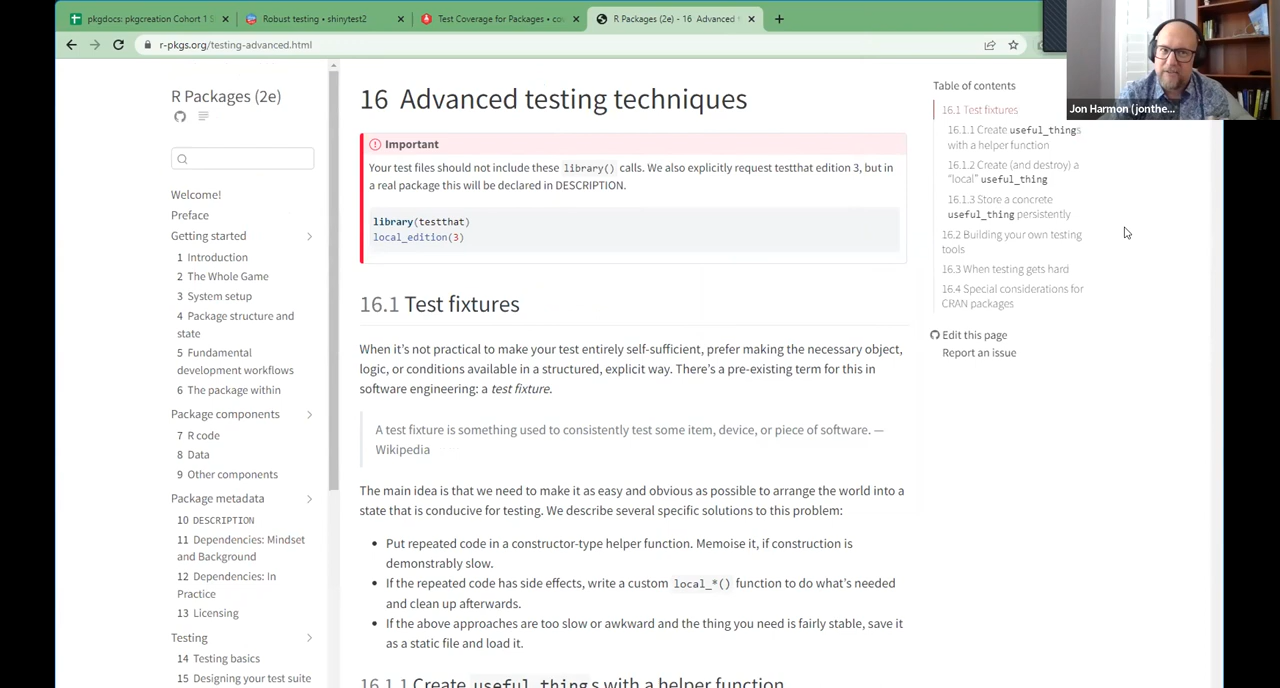 pkgdocs: pkgcreation Cohort 1 S
Robust testing • shinytest2
Test Coverage for Packages • co
R Packages (2e) - 16 Advanced t
r-pkgs.org/testing-advanced.html
Jon Harmon (jonthe...
R Packages (2e)
Welcome!
Preface
Getting started
1 Introduction
2 The Whole Game
3 System setup
4 Package structure and
state
5 Fundamental
development workflows
6 The package within
Package components
7 R code
8 Data
9 Other components
Package metadata
10 DESCRIPTION
11 Dependencies: Mindset
and Background
12 Dependencies: In
Practice
13 Licensing
Testing
14 Testing basics
15 Designing your test suite
16 Advanced testing techniques
Important
Your test files should not include these library() calls. We also explicitly request testthat edition 3, but in
a real package this will be declared in DESCRIPTION.
library(testthat)
local_edition(3)
16.1 Test fixtures
When it's not practical to make your test entirely self-sufficient, prefer making the necessary object,
logic, or conditions available in a structured, explicit way. There's a pre-existing term for this in
software engineering: a test fixture.
A test fixture is something used to consistently test some item, device, or piece of software. —
Wikipedia
The main idea is that we need to make it as easy and obvious as possible to arrange the world into a
state that is conducive for testing. We describe several specific solutions to this problem:
• Put repeated code in a constructor-type helper function. Memoise it, if construction is
demonstrably slow.
• If the repeated code has side effects, write a custom local_*() function to do what's needed
and clean up afterwards.
• If the above approaches are too slow or awkward and the thing you need is fairly stable, save it
as a static file and load it.
16.1.1 Create useful_things with a helper function
Table of contents
16.1 Test fixtures
16.1.1 Create useful_things
with a helper function
16.1.2 Create (and destroy) a
"local" useful_thing
16.1.3 Store a concrete
useful_thing persistently
16.2 Building your own testing
tools
16.3 When testing gets hard
16.4 Special considerations for
CRAN packages
Edit this page
Report an issue